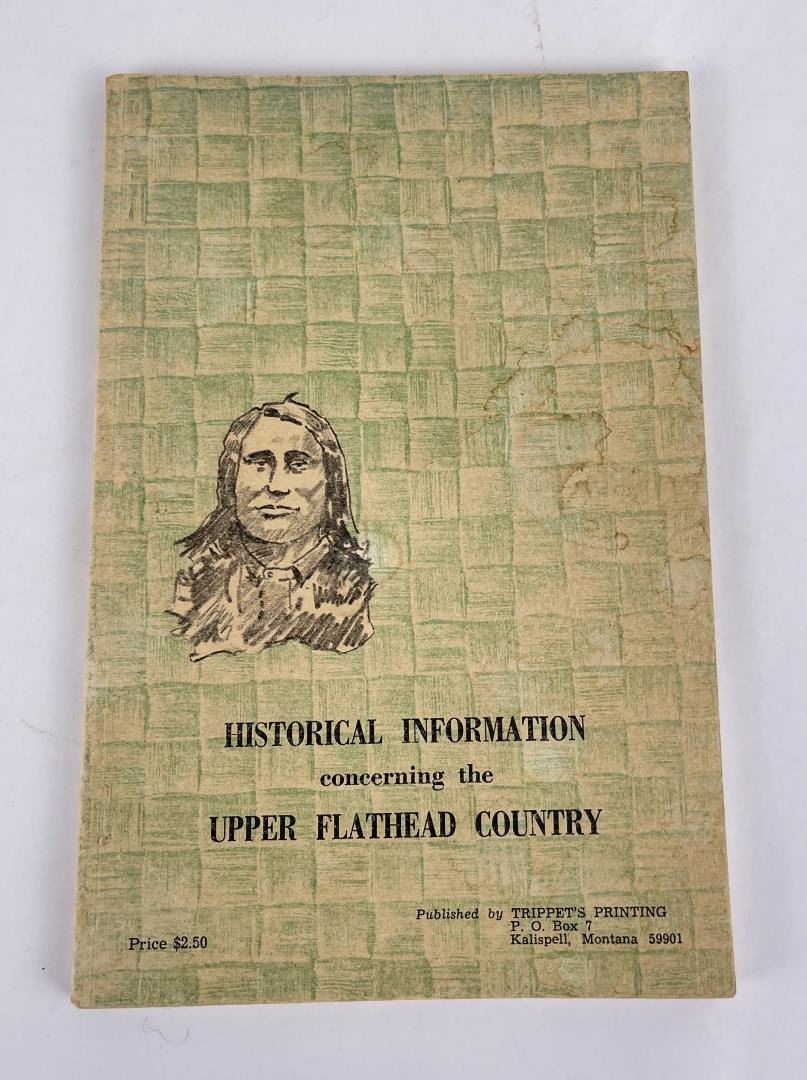 HISTORICAL INFORMATION
concerning the
UPPER FLATHEAD COUNTRY
Published by TRIPPET'S PRINTING
P. O. Box 7
Kalispell, Montana 59901
Price $2.50